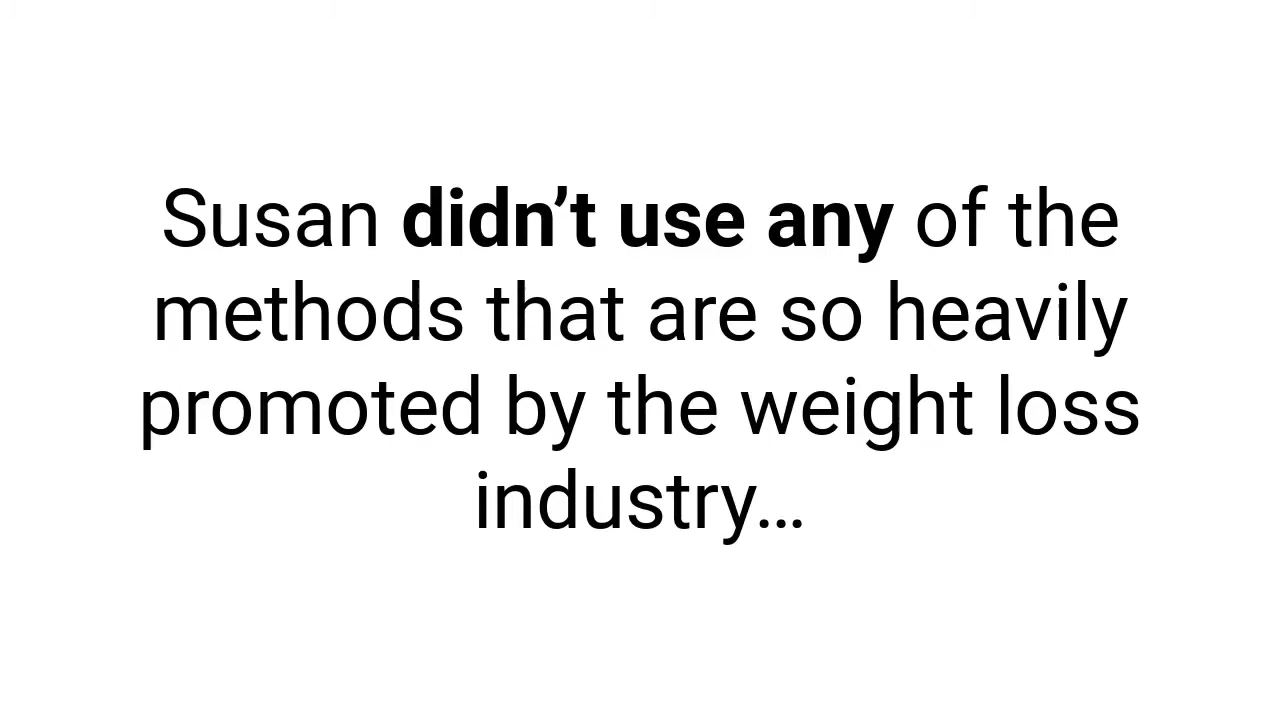 Susan didn’t use any of the
methods that are so heavily
promoted by the weight loss
industry…